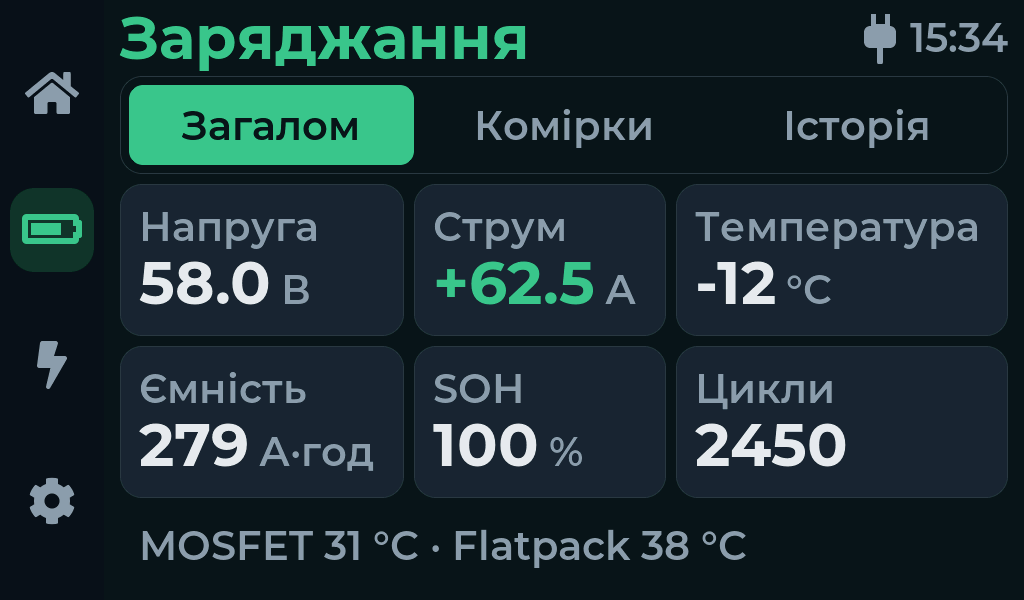 Заряджання 15:34
Загалом Комірки Історія
Напруга Струм Температура
58.0 В +62.5 А -12 °C
Ємність SOH Цикли
279 А·год 100 % 2450
MOSFET 31 °C · Flatpack 38 °C